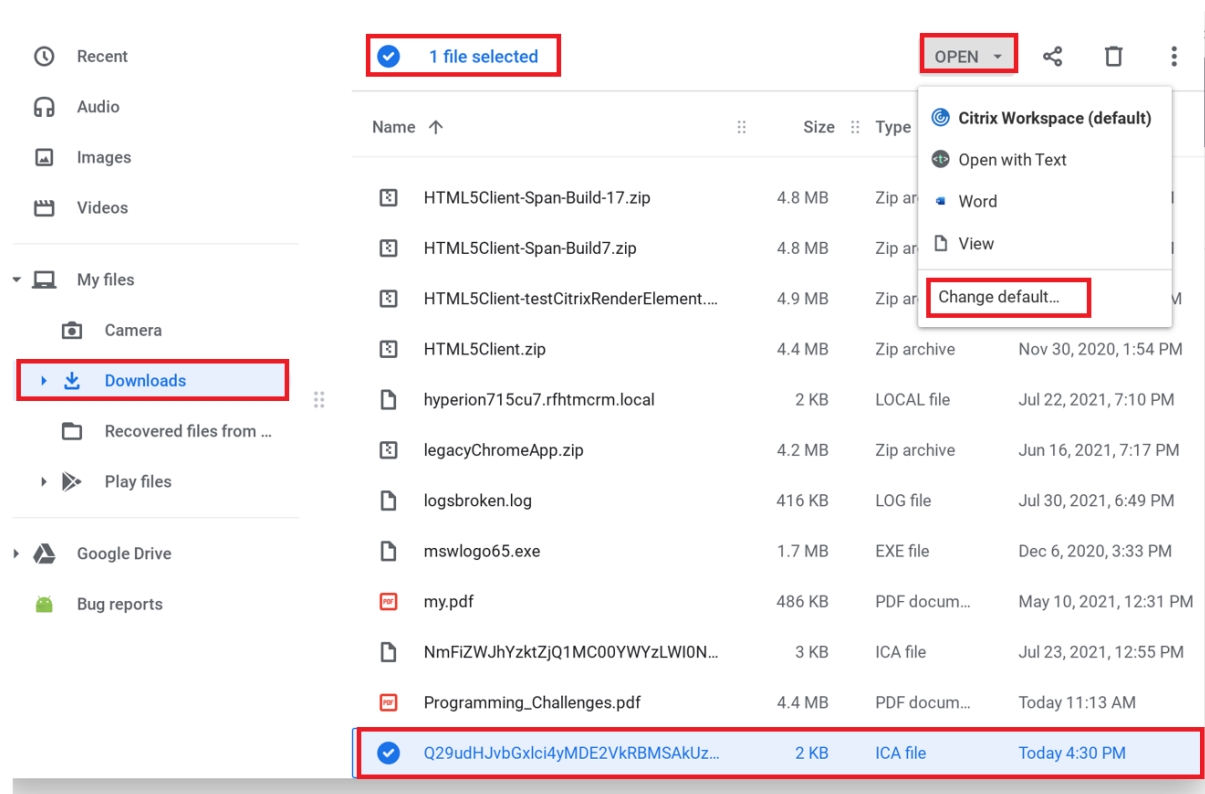 Recent
Audio
Images
Videos
My files
Camera
Downloads
Recovered files from ...
Play files
Google Drive
Bug reports
1 file selected
OPEN
Citrix Workspace (default)
Open with Text
Word
View
Change default...
Name Size Type
HTML5Client-Span-Build-17.zip 4.8 MB Zip ar
HTML5Client-Span-Build7.zip 4.8 MB Zip ar
HTML5Client-testCitrixRenderElement.... 4.9 MB Zip ar M
HTML5Client.zip 4.4 MB Zip archive Nov 30, 2020, 1:54 PM
hyperion715cu7.rfhtmcrm.local 2 KB LOCAL file Jul 22, 2021, 7:10 PM
legacyChromeApp.zip 4.2 MB Zip archive Jun 16, 2021, 7:17 PM
logsbroken.log 416 KB LOG file Jul 30, 2021, 6:49 PM
mswlogo65.exe 1.7 MB EXE file Dec 6, 2020, 3:33 PM
PDF my.pdf 486 KB PDF docum... May 10, 2021, 12:31 PM
NmFiZWJhYzktZjQ1MC00YWYzLWI0N... 3 KB ICA file Jul 23, 2021, 12:55 PM
PDF Programming_Challenges.pdf 4.4 MB PDF docum... Today 11:13 AM
Q29udHJvbGxlci4yMDE2VkRBMSAkUz... 2 KB ICA file Today 4:30 PM